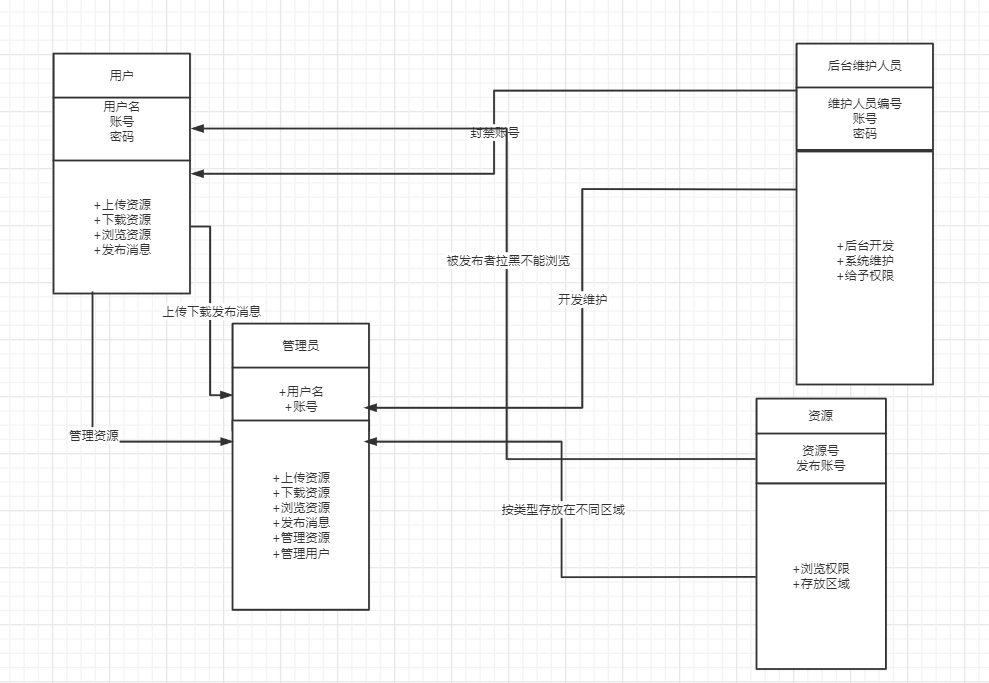 用户
用户名
账号
密码
+上传资源
+下载资源
+浏览资源
+发布消息
后台维护人员
维护人员编号
账号
密码
+后台开发
+系统维护
+给予权限
封禁账号
被发布者拉黑不能浏览
开发维护
上传下载发布消息
管理资源
管理员
+用户名
+账号
+上传资源
+下载资源
+浏览资源
+发布消息
+管理资源
+管理用户
按类型存放在不同区域
资源
资源号
发布账号
+浏览权限
+存放区域